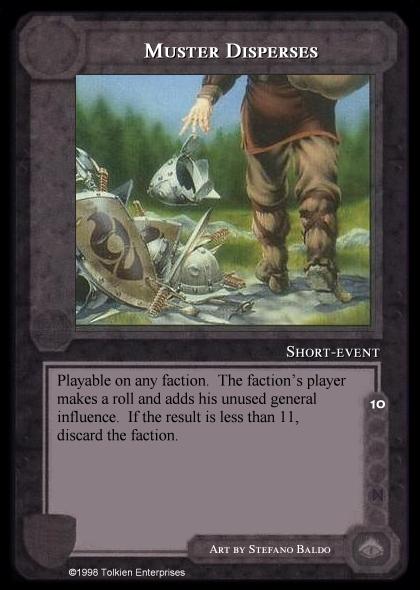 Muster Disperses
Short-event
Playable on any faction. The faction's player
makes a roll and adds his unused general
influence. If the result is less than 11,
discard the faction.
10
N
Art by Stefano Baldo
©1998 Tolkien Enterprises